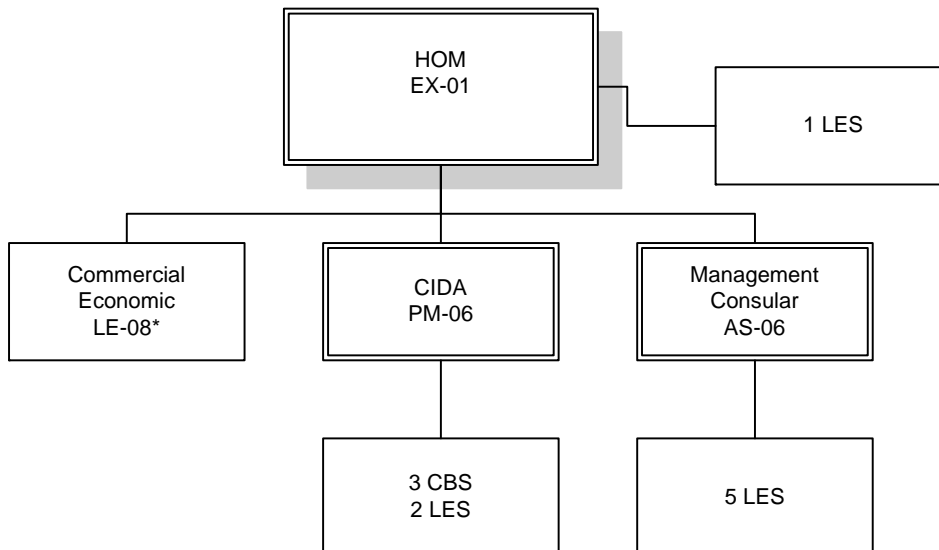 HOM
EX-01
1 LES
Commercial
Economic
LE-08*
CIDA
PM-06
Management
Consular
AS-06
3 CBS
2 LES
5 LES